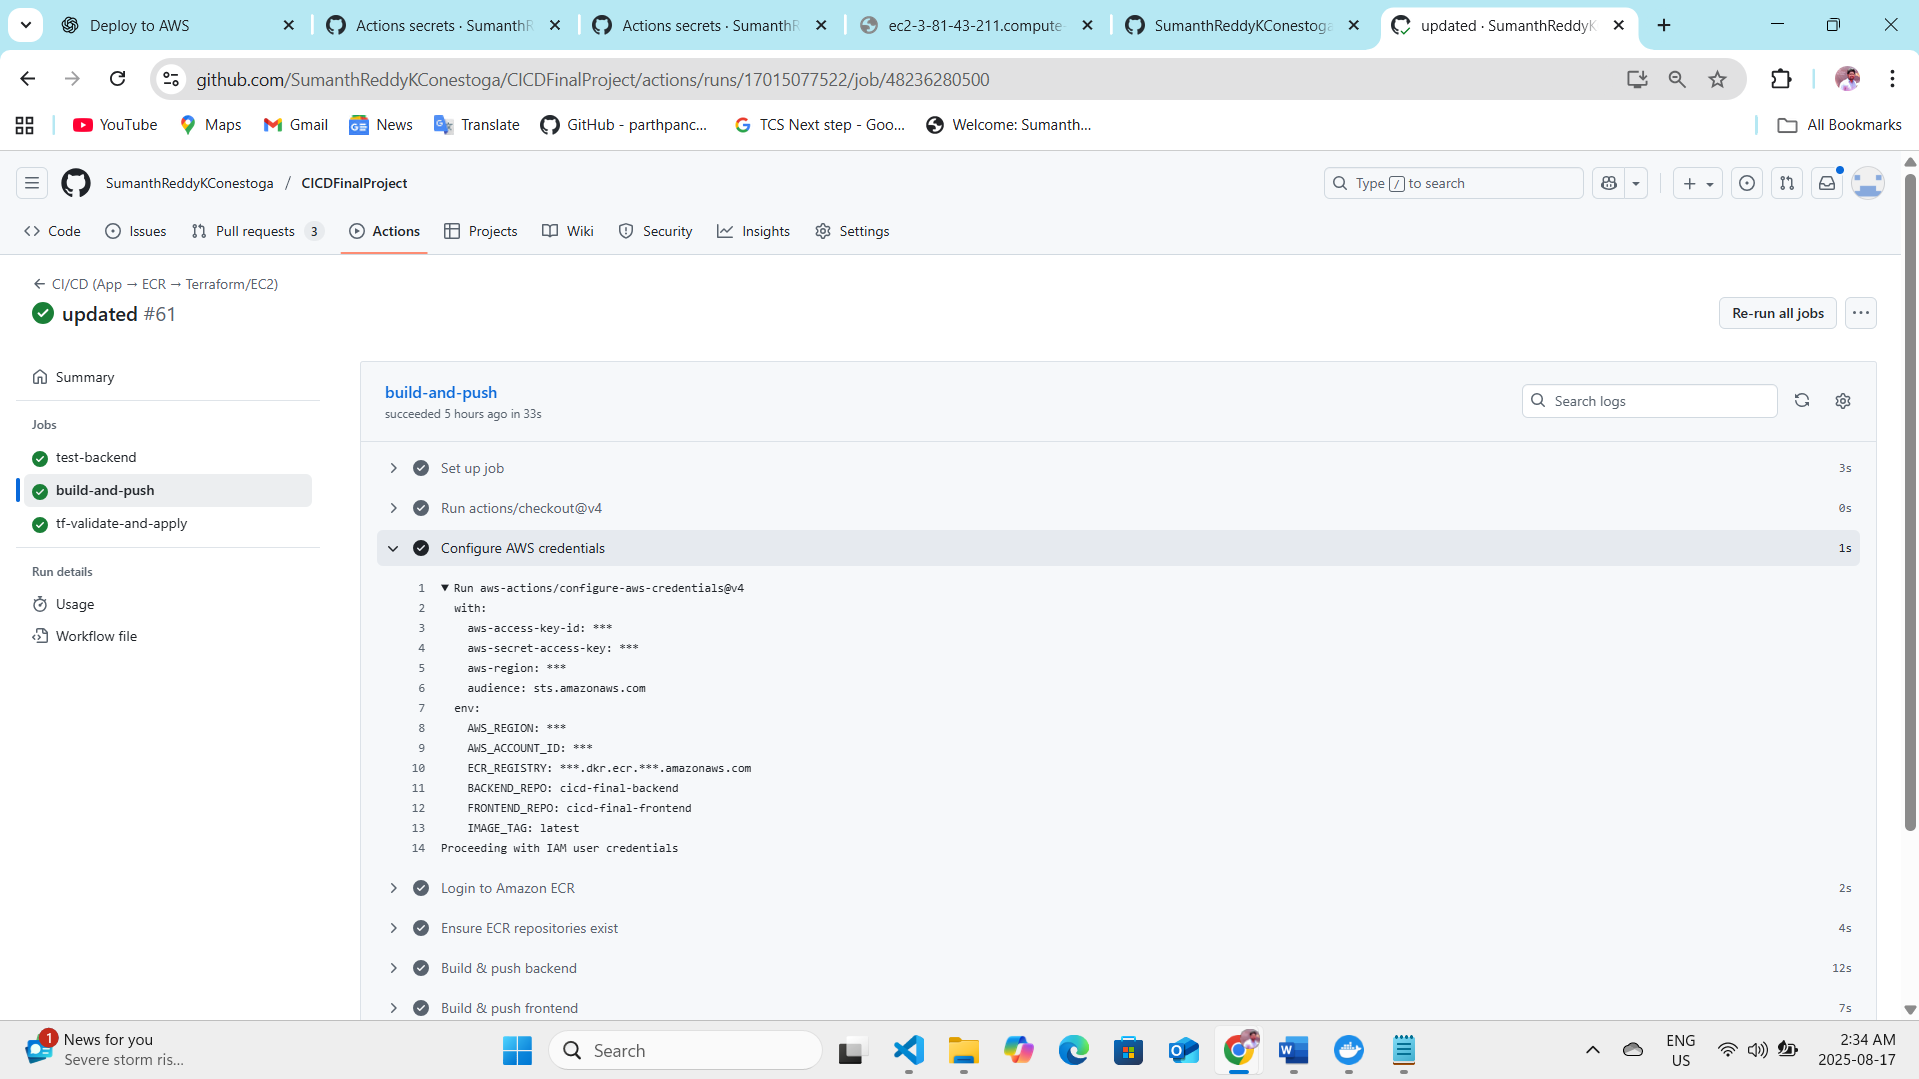 Deploy to AWS
Actions secrets · SumanthR
Actions secrets · SumanthR
ec2-3-81-43-211.compute-
SumanthReddyKConestoga
updated · SumanthReddyK
github.com/SumanthReddyKConestoga/CICDFinalProject/actions/runs/17015077522/job/48236280500
YouTube
Maps
Gmail
News
Translate
GitHub - parthpanc...
TCS Next step - Goo...
Welcome: Sumanth...
All Bookmarks
SumanthReddyKConestoga / CICDFinalProject
Type / to search
Code
Issues
Pull requests 3
Actions
Projects
Wiki
Security
Insights
Settings
CI/CD (App → ECR → Terraform/EC2)
updated #61
Re-run all jobs
Summary
Jobs
test-backend
build-and-push
tf-validate-and-apply
Run details
Usage
Workflow file
build-and-push
succeeded 5 hours ago in 33s
Search logs
Set up job 3s
Run actions/checkout@v4 0s
Configure AWS credentials 1s
1 ▼ Run aws-actions/configure-aws-credentials@v4
2 with:
3 aws-access-key-id: ***
4 aws-secret-access-key: ***
5 aws-region: ***
6 audience: sts.amazonaws.com
7 env:
8 AWS_REGION: ***
9 AWS_ACCOUNT_ID: ***
10 ECR_REGISTRY: ***.dkr.ecr.***.amazonaws.com
11 BACKEND_REPO: cicd-final-backend
12 FRONTEND_REPO: cicd-final-frontend
13 IMAGE_TAG: latest
14 Proceeding with IAM user credentials
Login to Amazon ECR 2s
Ensure ECR repositories exist 4s
Build & push backend 12s
Build & push frontend 7s
1
News for you
Severe storm ris...
Search
ENG
US
2:34 AM
2025-08-17